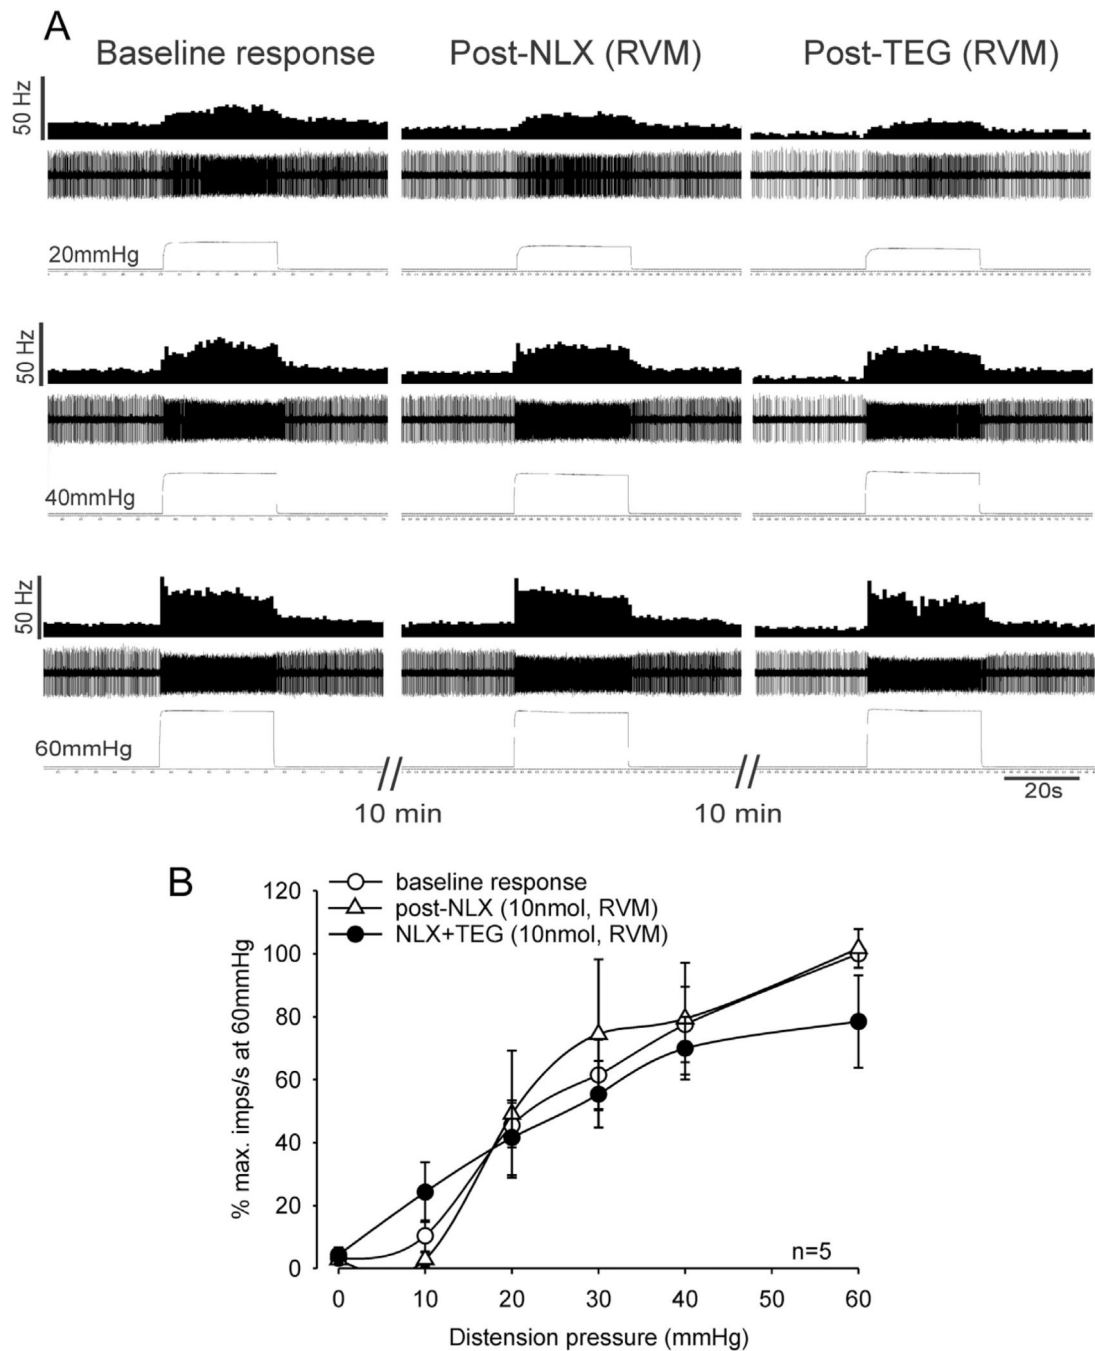 A
Baseline response Post-NLX (RVM) Post-TEG (RVM)
50 Hz
20mmHg
50 Hz
40mmHg
50 Hz
60mmHg
10 min 10 min 20s
B
baseline response
post-NLX (10nmol, RVM)
NLX+TEG (10nmol, RVM)
% max. imps/s at 60mmHg
120
100
80
60
40
20
0
n=5
0 10 20 30 40 50 60
Distension pressure (mmHg)